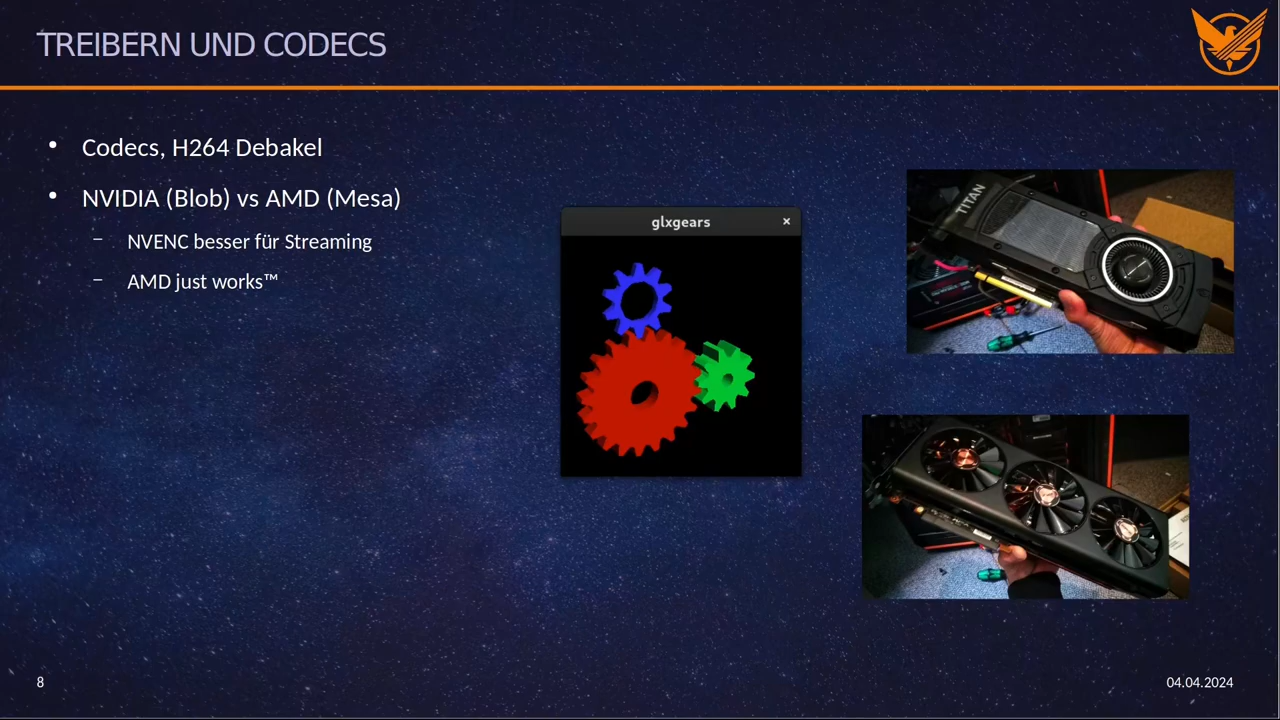 TREIBERN UND CODECS
• Codecs, H264 Debakel
• NVIDIA (Blob) vs AMD (Mesa)
– NVENC besser für Streaming
– AMD just works™
glxgears
×
TITAN
8
04.04.2024